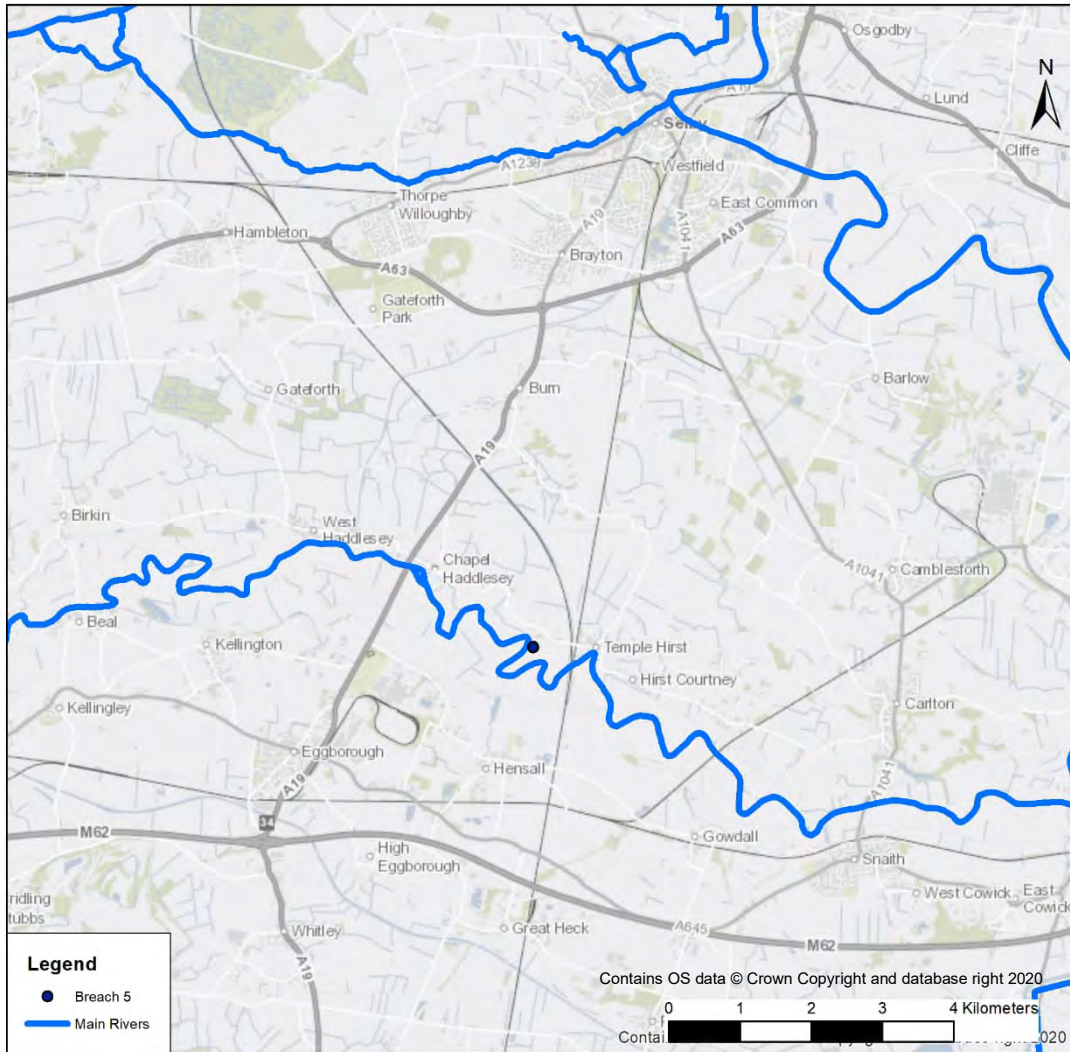 Osgodby
A19
N
Lund
Selby
Cliffe
A1238
Westfield
Thorpe
Willoughby
East Common
A19
A1041
A63
Hambleton
Brayton
A63
Gateforth
Park
Barlow
Burn
Gateforth
A19
Birkin
West
Haddlesey
Chapel
Haddlesey
A1041
Camblesforth
Beal
Kellington
Temple Hirst
Hirst Courtney
Kellingley
Carlton
Eggborough
Hensall
A19
A1041
34
M62
Gowdall
High
Eggborough
Snaith
West Cowick
East
Cowick
Great Heck
A645
Whitley
M62
A19
Legend
Breach 5
Main Rivers
Contains OS data © Crown Copyright and database right 2020
0 1 2 3 4 Kilometers
2020